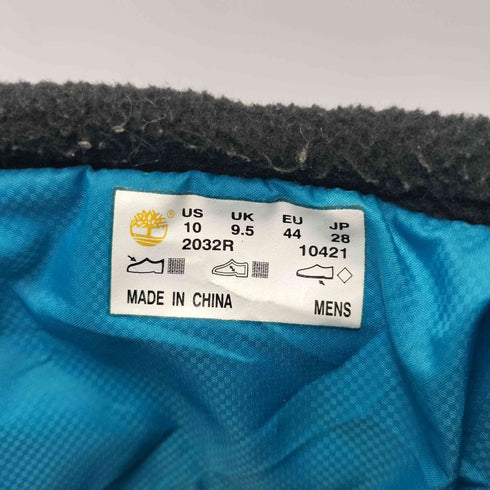 ® US UK EU JP
10 9.5 44 28
2032R 10421
MADE IN CHINA MENS